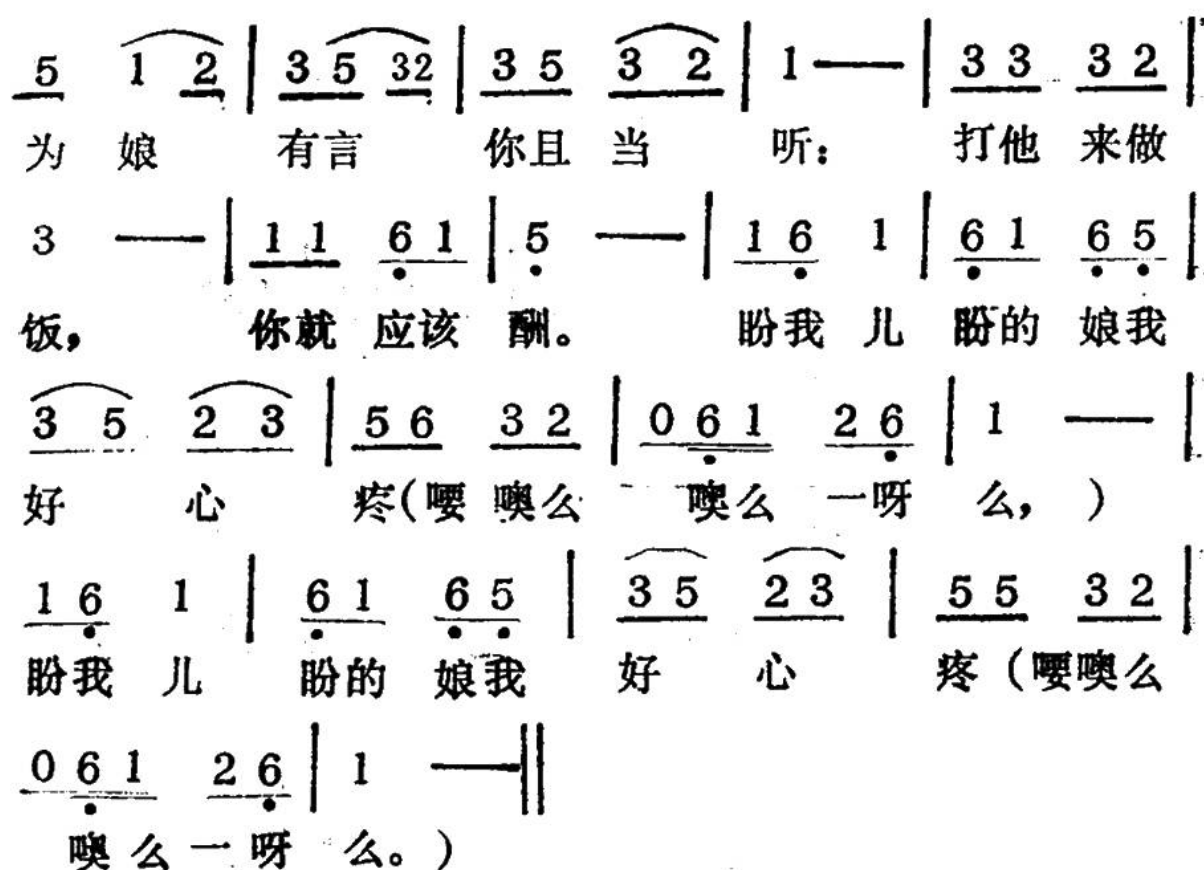 5 1 2 | 3 5 3 2 | 3 5 3 2 | 1 — | 3 3 3 2 |
为 娘 有言 你且 当 听: 打他 来做
3 — | 1 1 6 1 | 5 — | 1 6 1 | 6 1 6 5 |
饭, 你就 应该 酬。 盼我 儿 盼的 娘我
3 5 2 3 | 5 6 3 2 | 0 6 1 2 6 | 1 — |
好 心 疼(嘤 噢么 噢么 一呀 么, )
1 6 1 | 6 1 6 5 | 3 5 2 3 | 5 5 3 2 |
盼我 儿 盼的 娘我 好 心 疼(嘤噢么
0 6 1 2 6 | 1 — ‖
噢么一呀 么。)